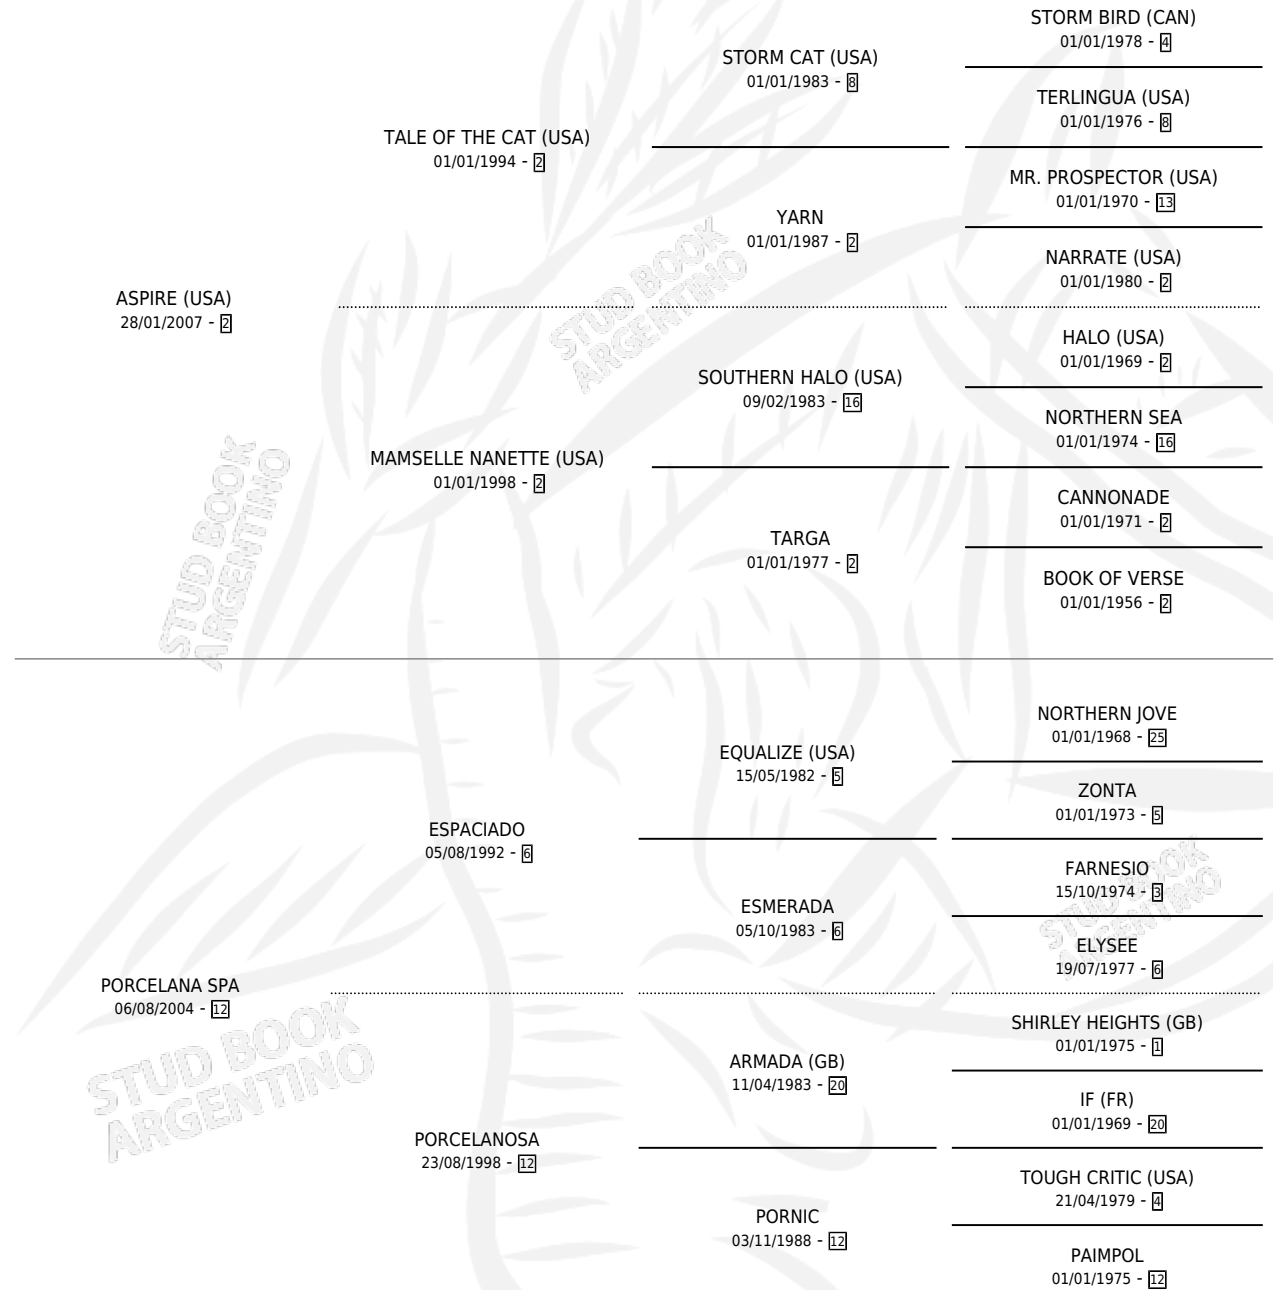 STORM BIRD (CAN)
01/01/1978 - 4
STORM CAT (USA)
01/01/1983 - 8
TERLINGUA (USA)
01/01/1976 - 8
TALE OF THE CAT (USA)
01/01/1994 - 2
MR. PROSPECTOR (USA)
01/01/1970 - 13
YARN
01/01/1987 - 2
NARRATE (USA)
01/01/1980 - 2
ASPIRE (USA)
28/01/2007 - 2
STUD BOOK
ARGENTINO
HALO (USA)
01/01/1969 - 2
SOUTHERN HALO (USA)
09/02/1983 - 16
NORTHERN SEA
01/01/1974 - 16
MAMSELLE NANETTE (USA)
01/01/1998 - 2
CANNONADE
01/01/1971 - 2
TARGA
01/01/1977 - 2
BOOK OF VERSE
01/01/1956 - 2
STUD BOOK
ARGENTINO
NORTHERN JOVE
01/01/1968 - 25
EQUALIZE (USA)
15/05/1982 - 5
ZONTA
01/01/1973 - 5
ESPACIADO
05/08/1992 - 6
FARNESIO
15/10/1974 - 3
ESMERADA
05/10/1983 - 6
ELYSEE
19/07/1977 - 6
STUD BOOK
ARGENTINO
PORCELANA SPA
06/08/2004 - 12
STUD BOOK
ARGENTINO
SHIRLEY HEIGHTS (GB)
01/01/1975 - 1
ARMADA (GB)
11/04/1983 - 20
IF (FR)
01/01/1969 - 20
PORCELANOSA
23/08/1998 - 12
TOUGH CRITIC (USA)
21/04/1979 - 4
PORNIC
03/11/1988 - 12
PAIMPOL
01/01/1975 - 12